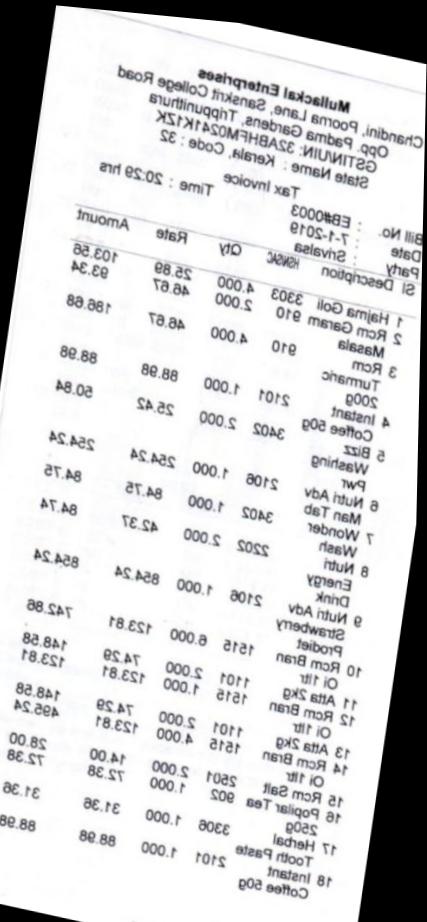 Mullackal Enterprises
Chandini, Poorna Lane, Sanskrit College Road
Opp. Padma Gardens, Trippunithura
GSTIN/UIN: 32ABHFM0241K1ZK
State Name : Kerala, Code : 32
Tax Invoice
Bill No. : EB#0003 Time : 20:29 hrs
Date : 7-1-2019
Party : Srivalsa
Sl Description HSN/SAC Qty Rate Amount
1 Hajma Goli 3303 4.000 25.89 103.56
2 Rcm Garam 910 2.000 46.67 93.34
Masala
3 Rcm 910 4.000 46.67 186.68
Turmaric
200g
4 Instant 2101 1.000 88.98 88.98
Coffee 50g
5 Bizz 3402 2.000 25.42 50.84
Washing
Pwr
6 Nutri Adv 2106 1.000 254.24 254.24
Man Tab
7 Wonder 3402 1.000 84.75 84.75
Wash
8 Nutri 2202 2.000 42.37 84.74
Energy
Drink
9 Nutri Adv 2106 1.000 854.24 854.24
Strawberry
Prodiet
10 Rcm Bran 1515 6.000 123.81 742.86
Oi 1ltr
11 Atta 2kg 1101 2.000 74.29 148.58
12 Rcm Bran 1515 1.000 123.81 123.81
Oi 1ltr
13 Atta 2kg 1101 2.000 74.29 148.58
14 Rcm Bran 1515 4.000 123.81 495.24
Oi 1ltr
15 Rcm Salt 2501 2.000 14.00 28.00
16 Popilar Tea 902 1.000 72.38 72.38
250g
17 Herbal 3306 1.000 31.36 31.36
Tooth Paste
18 Instant 2101 1.000 88.98 88.98
Coffee 50g